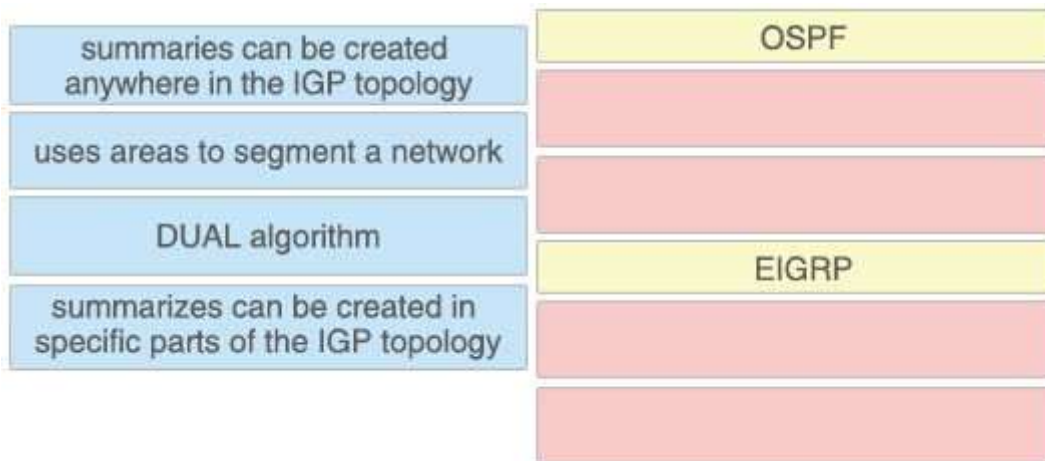 summaries can be created
anywhere in the IGP topology
uses areas to segment a network
DUAL algorithm
summarizes can be created in
specific parts of the IGP topology
OSPF
EIGRP